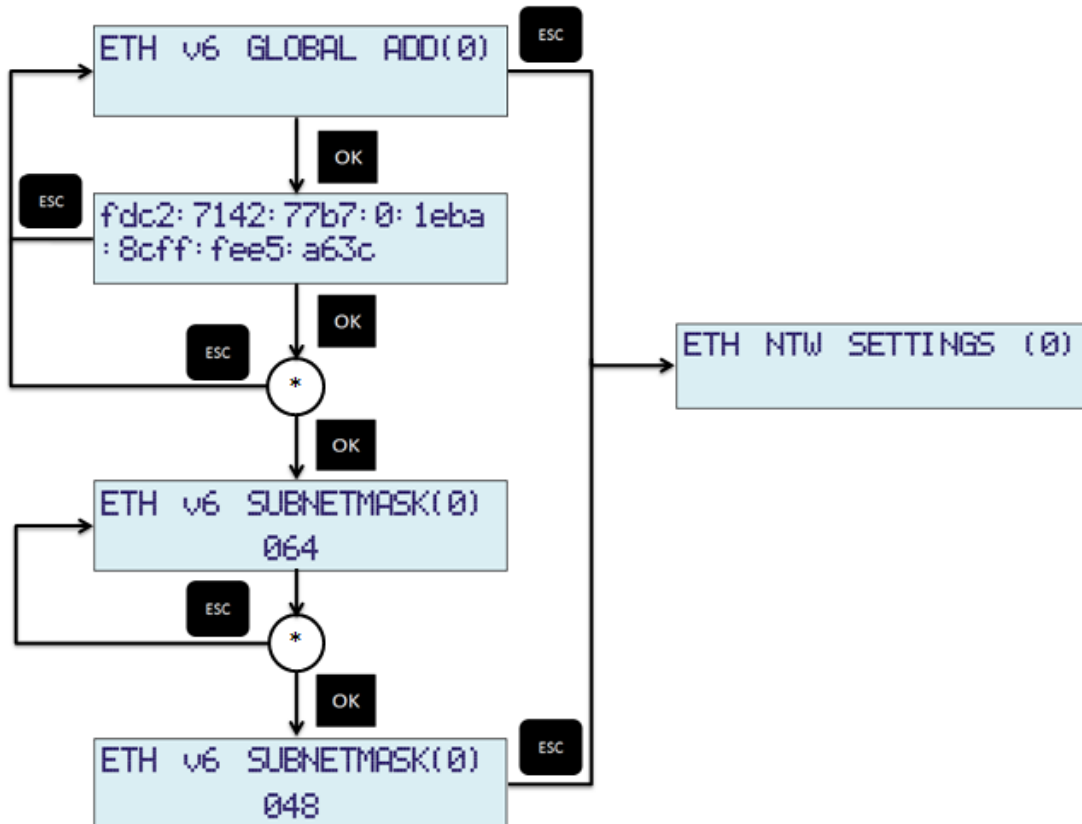 ESC
ETH v6 GLOBAL ADD(0)
OK
ESC
fdc2:7142:77b7:0:1eba
:8cff:fee5:a63c
OK
ESC
*
ETH NTW SETTINGS (0)
OK
ETH v6 SUBNETMASK(0)
064
ESC
*
OK
ESC
ETH v6 SUBNETMASK(0)
048